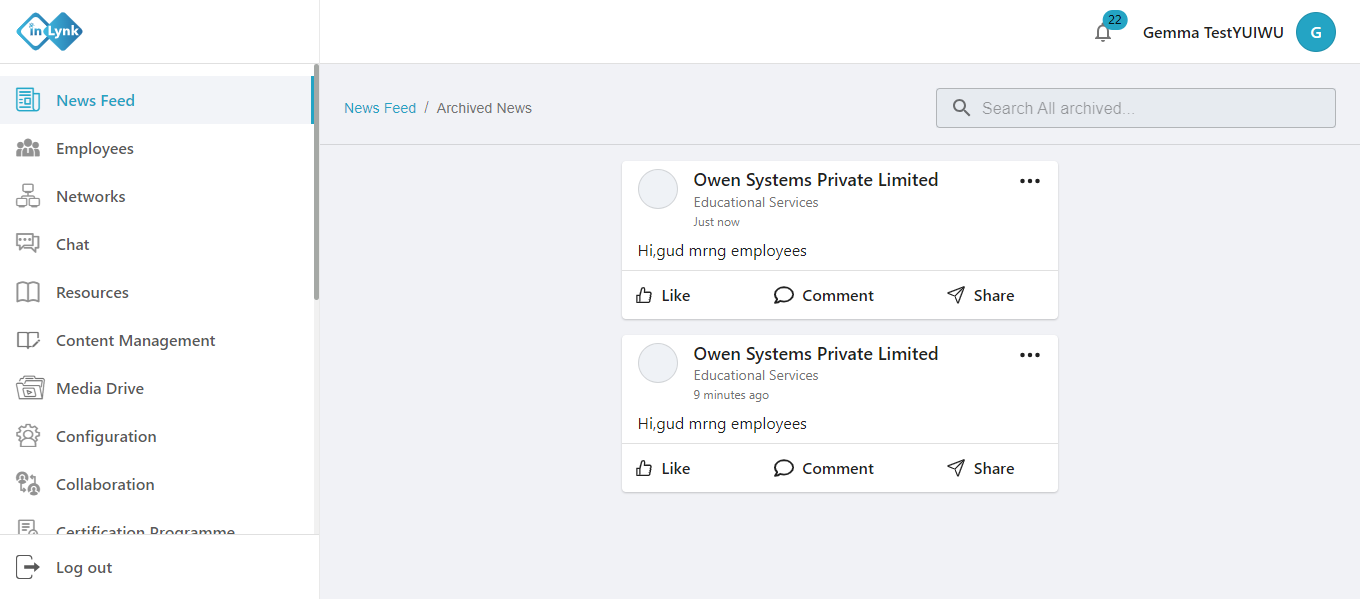 in Lynk
22
Gemma TestYUIWU
G
News Feed
Employees
Networks
Chat
Resources
Content Management
Media Drive
Configuration
Collaboration
Certification Programme
Log out
News Feed / Archived News
Search All archived...
Owen Systems Private Limited
Educational Services
Just now
Hi,gud mrng employees
Like Comment Share
Owen Systems Private Limited
Educational Services
9 minutes ago
Hi,gud mrng employees
Like Comment Share